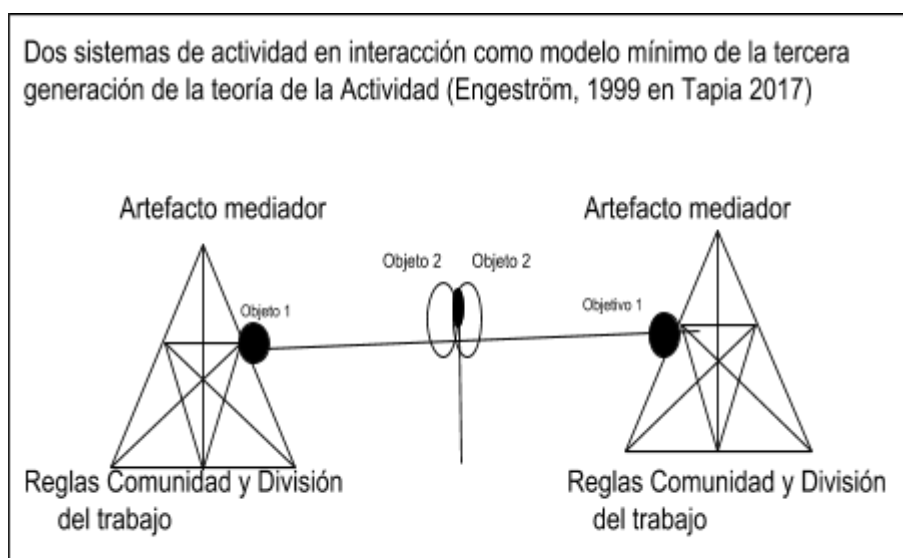 Dos sistemas de actividad en interacción como modelo mínimo de la tercera
generación de la teoría de la Actividad (Engeström, 1999 en Tapia 2017)
Artefacto mediador
Artefacto mediador
Objeto 2
Objeto 2
Objeto 1
Objetivo 1
Reglas Comunidad y División
del trabajo
Reglas Comunidad y División
del trabajo